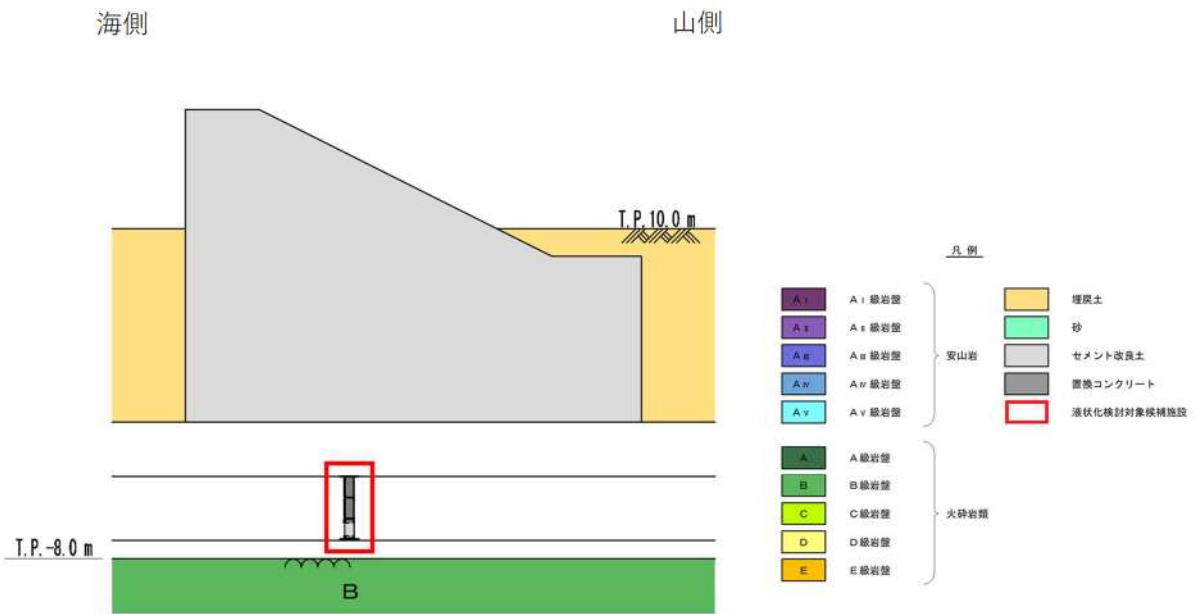 海側
山側
T.P.10.0 m
T.P.-8.0 m
B
凡例
AⅠ AⅠ級岩盤
AⅡ AⅡ級岩盤
AⅢ AⅢ級岩盤
AⅣ AⅣ級岩盤
AⅤ AⅤ級岩盤
安山岩
A A級岩盤
B B級岩盤
C C級岩盤
D D級岩盤
E E級岩盤
火砕岩類
埋戻土
砂
セメント改良土
置換コンクリート
液状化検討対象候補施設